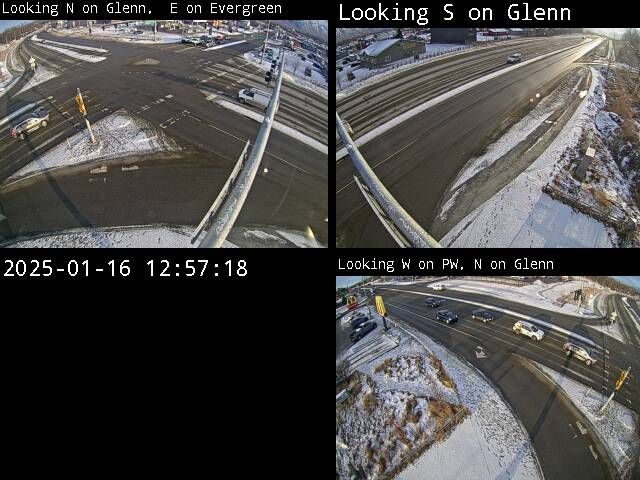 Looking N on Glenn, E on Evergreen
Looking S on Glenn
2025-01-16 12:57:18
Looking W on PW, N on Glenn